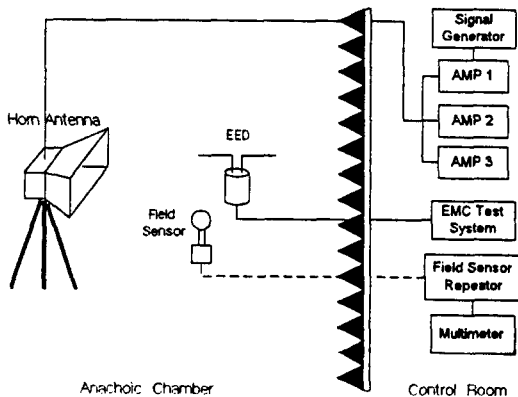 Signal
Generator
AMP 1
AMP 2
AMP 3
Horn Antenna
EED
Field
Sensor
EMC Test
System
Field Sensor
Repeator
Multimeter
Anachoic Chamber
Control Room